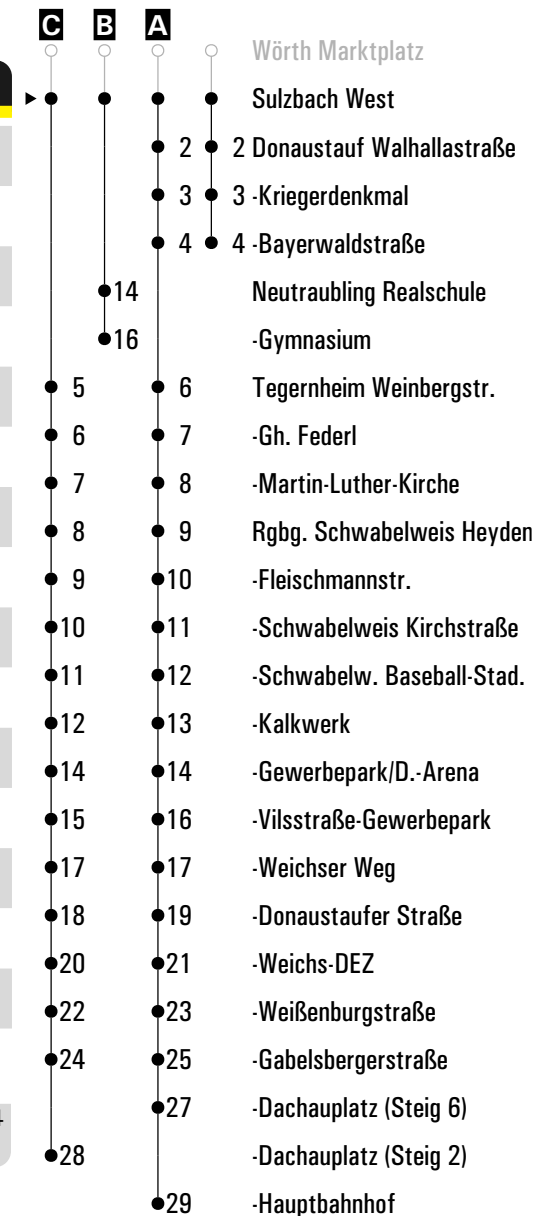 C B A
Wörth Marktplatz
Sulzbach West
2 2 Donaustauf Walhallastraße
3 3 -Kriegerdenkmal
4 4 -Bayerwaldstraße
14 Neutraubling Realschule
16 -Gymnasium
5 6 Tegernheim Weinbergstr.
6 7 -Gh. Federl
7 8 -Martin-Luther-Kirche
8 9 Rgbg. Schwabelweis Heyden
9 10 -Fleischmannstr.
10 11 -Schwabelweis Kirchstraße
11 12 -Schwabelw. Baseball-Stad.
12 13 -Kalkwerk
14 14 -Gewerbepark/D.-Arena
15 16 -Vilsstraße-Gewerbepark
17 17 -Weichser Weg
18 19 -Donaustaufer Straße
20 21 -Weichs-DEZ
22 23 -Weißenburgstraße
24 25 -Gabelsbergerstraße
27 -Dachauplatz (Steig 6)
28 -Dachauplatz (Steig 2)
29 -Hauptbahnhof